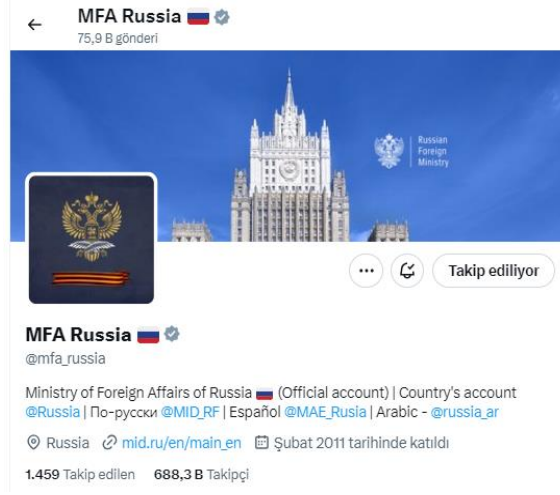 MFA Russia
75,9 B gönderi
Russian
Foreign
Ministry
Takip ediliyor
MFA Russia
@mfa_russia
Ministry of Foreign Affairs of Russia (Official account) | Country's account
@Russia | По-русски @MID_RF | Español @MAE_Rusia | Arabic - @russia_ar
Russia mid.ru/en/main_en Şubat 2011 tarihinde katıldı
1.459 Takip edilen 688,3 B Takipçi